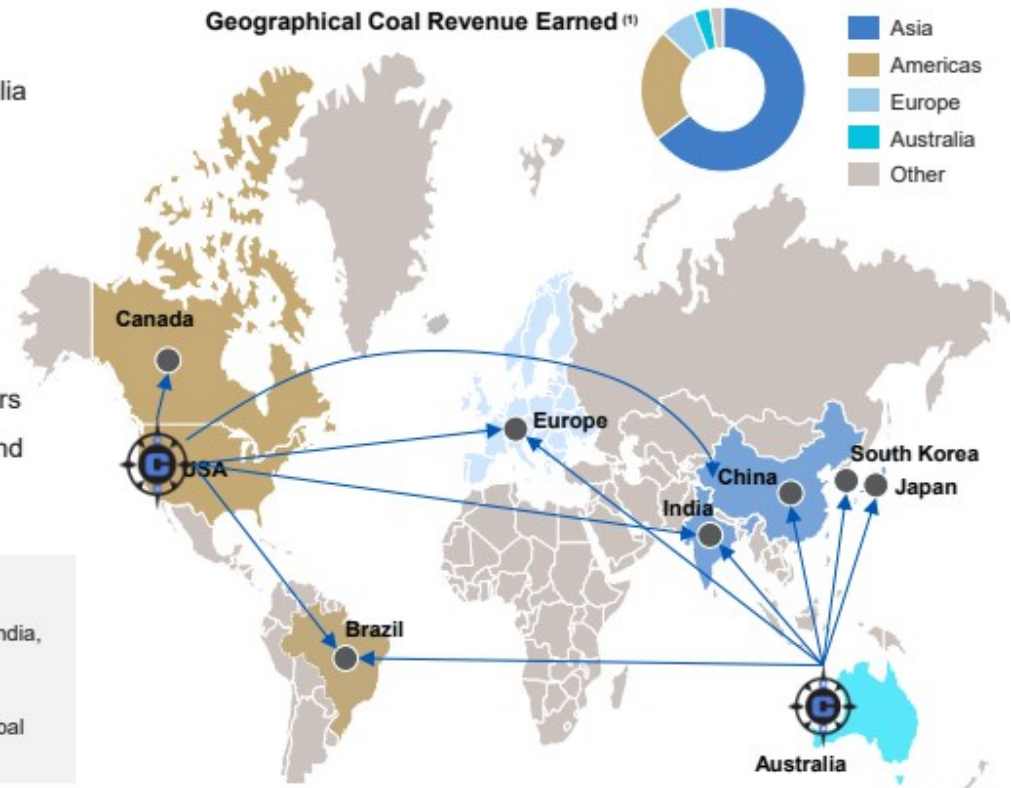 Geographical Coal Revenue Earned (1)
Asia
Americas
Europe
Australia
Other
lia
rs
nd
ndia,
oal
Canada
USA
Europe
China
India
South Korea
Japan
Brazil
Australia
C
C